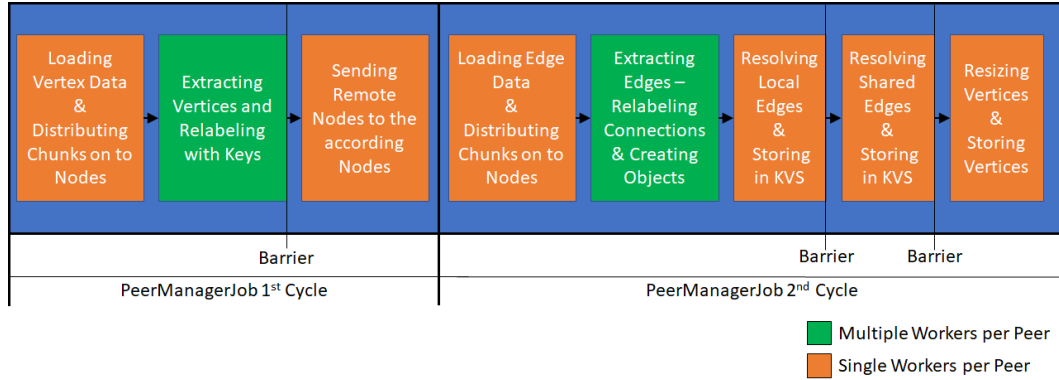 Loading
Vertex Data
&
Distributing
Chunks on to
Nodes
Extracting
Vertices and
Relabeling
with Keys
Sending
Remote
Nodes to the
according
Nodes
Loading Edge
Data
&
Distributing
Chunks on to
Nodes
Extracting
Edges –
Relabeling
Connections
& Creating
Objects
Resolving
Local
Edges
&
Storing
in KVS
Resolving
Shared
Edges
&
Storing
in KVS
Resizing
Vertices
&
Storing
Vertices
Barrier
Barrier
Barrier
PeerManagerJob 1st Cycle
PeerManagerJob 2nd Cycle
Multiple Workers per Peer
Single Workers per Peer